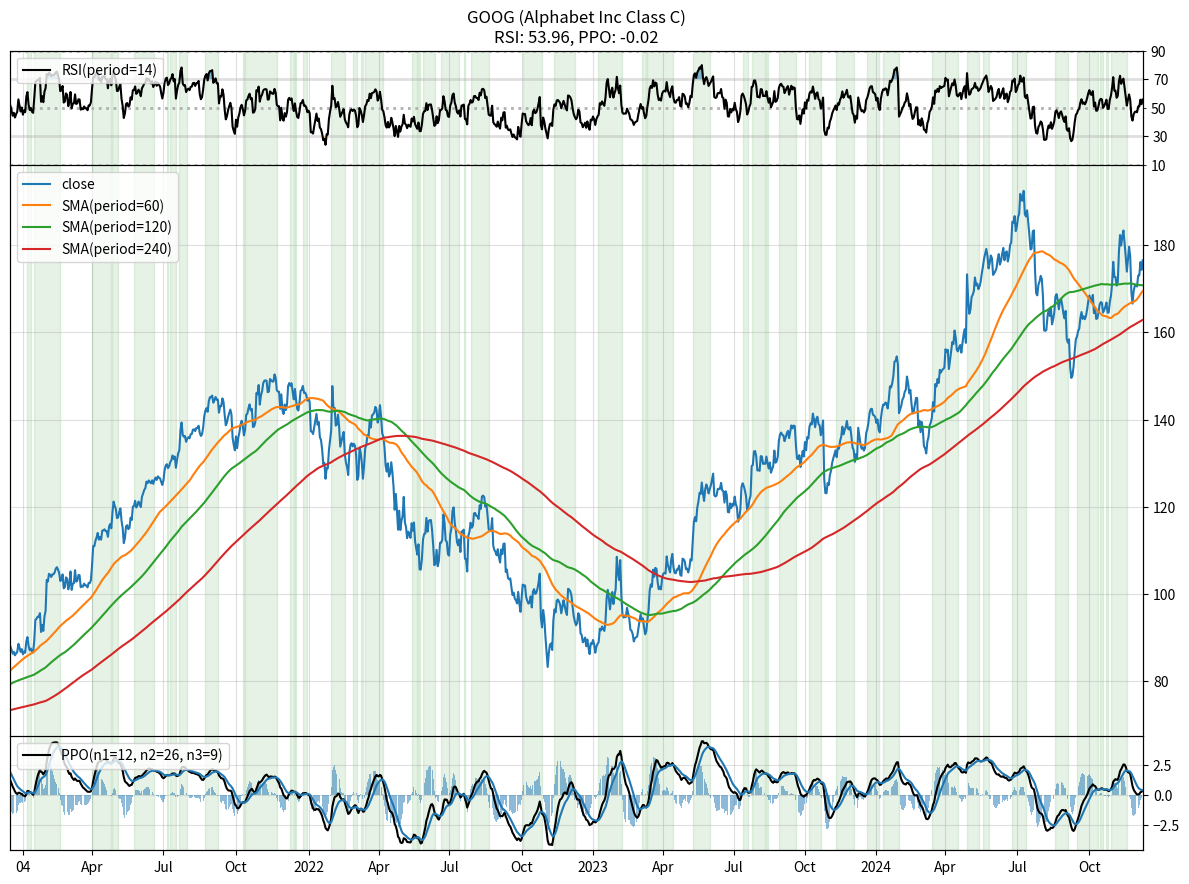 GOOG (Alphabet Inc Class C)
RSI: 53.96, PPO: -0.02
RSI(period=14)
90
70
50
30
10
close
SMA(period=60)
SMA(period=120)
SMA(period=240)
180
160
140
120
100
80
PPO(n1=12, n2=26, n3=9)
2.5
0.0
−2.5
04 Apr Jul Oct 2022 Apr Jul Oct 2023 Apr Jul Oct 2024 Apr Jul Oct